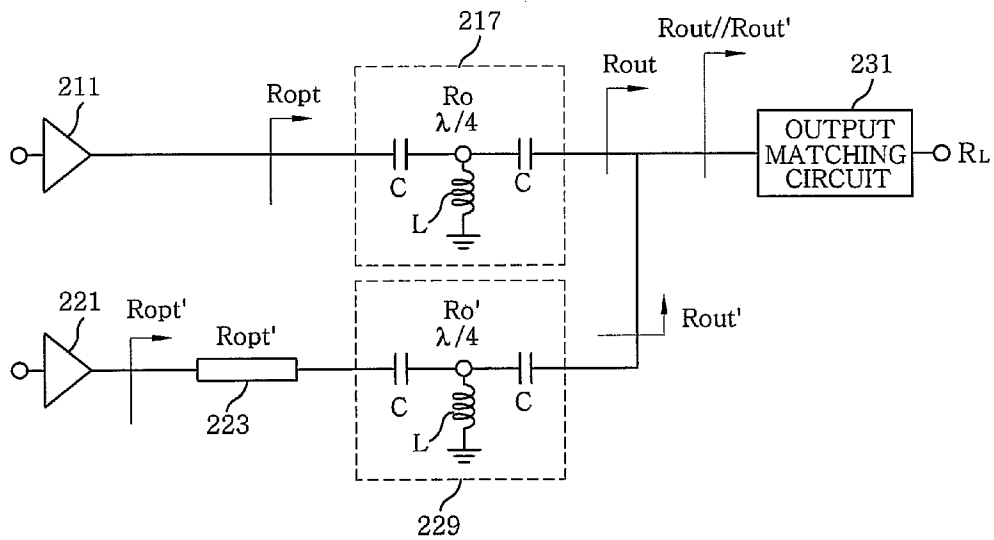 217
Rout//Rout'
211
Ropt
Ro
λ/4
Rout
231
C
C
L
OUTPUT
MATCHING
CIRCUIT
RL
221
Ropt'
Ropt'
223
Ro'
λ/4
Rout'
C
C
L
229